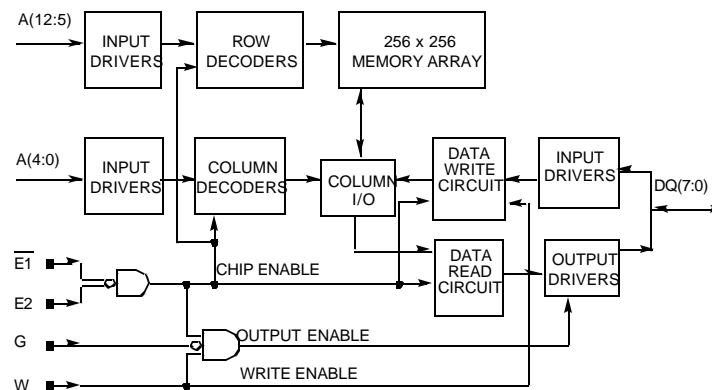 A(12:5)
INPUT
DRIVERS
ROW
DECODERS
256 x 256
MEMORY ARRAY
A(4:0)
INPUT
DRIVERS
COLUMN
DECODERS
COLUMN
I/O
DATA
WRITE
CIRCUIT
INPUT
DRIVERS
DQ(7:0)
E1
CHIP ENABLE
DATA
READ
CIRCUIT
OUTPUT
DRIVERS
E2
G
OUTPUT ENABLE
W
WRITE ENABLE